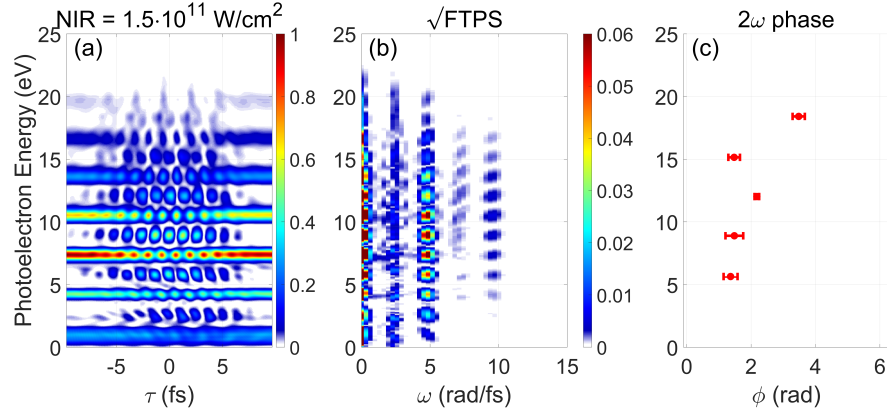 NIR = 1.5·10¹¹ W/cm²
√FTPS
2ω phase
(a)
(b)
(c)
Photoelectron Energy (eV)
25
20
15
10
5
0
-5 0 5
τ (fs)
1
0.8
0.6
0.4
0.2
0
25
20
15
10
5
0
0 5 10 15
ω (rad/fs)
0.06
0.05
0.04
0.03
0.02
0.01
0
25
20
15
10
5
0
0 2 4 6
ϕ (rad)